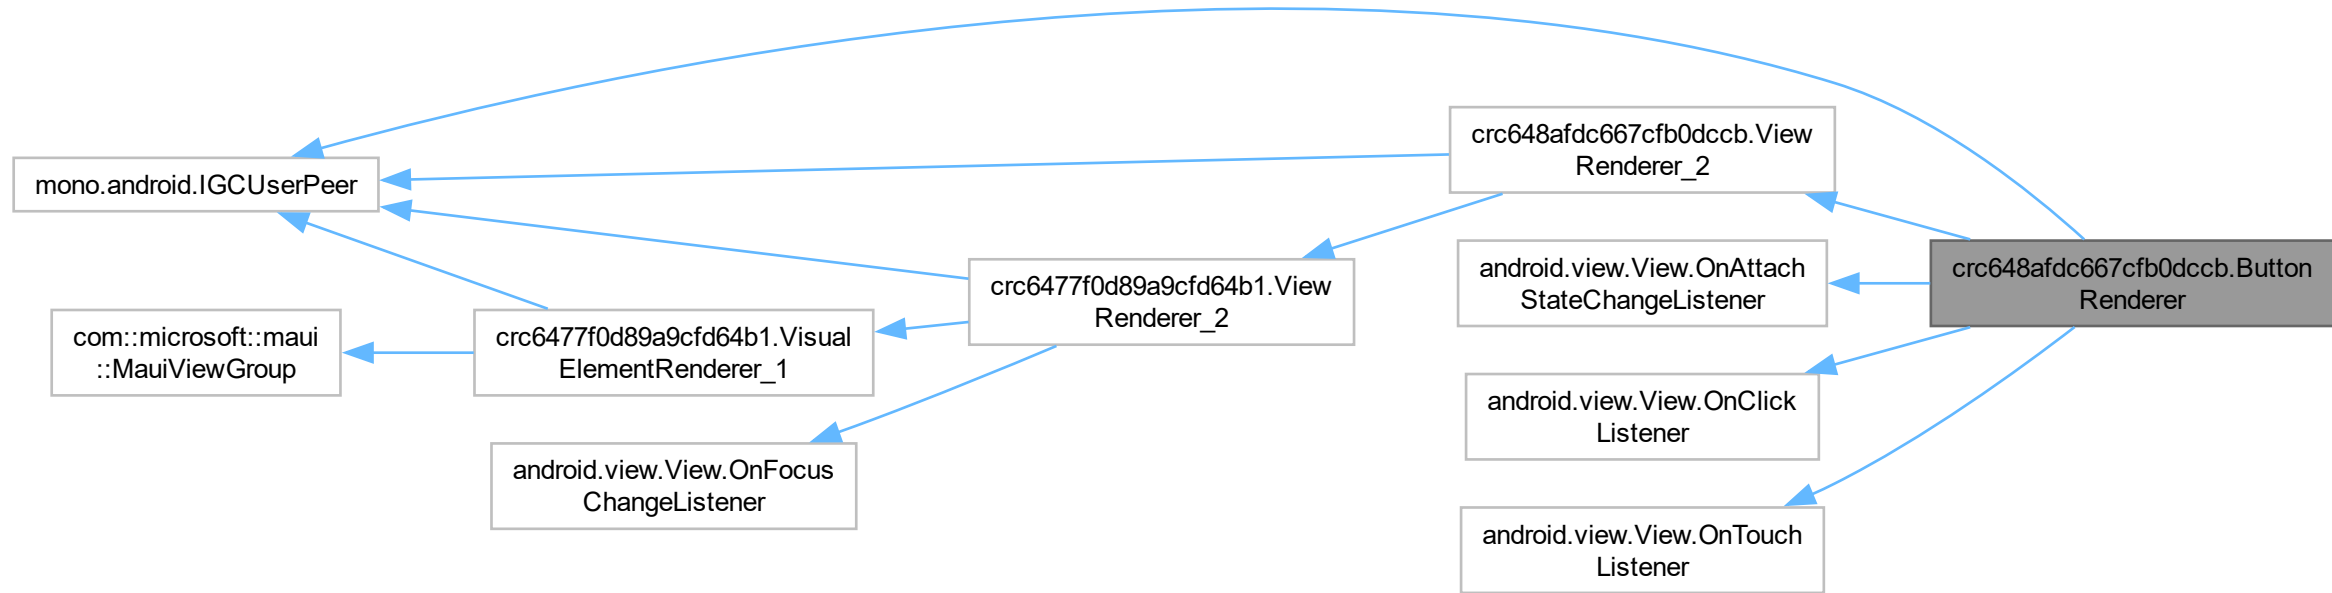 mono.android.IGCUserPeer
com::microsoft::maui
::MauiViewGroup
crc6477f0d89a9cfd64b1.Visual
ElementRenderer_1
android.view.View.OnFocus
ChangeListener
crc6477f0d89a9cfd64b1.View
Renderer_2
crc648afdc667cfb0dccb.View
Renderer_2
android.view.View.OnAttach
StateChangeListener
android.view.View.OnClick
Listener
android.view.View.OnTouch
Listener
crc648afdc667cfb0dccb.Button
Renderer